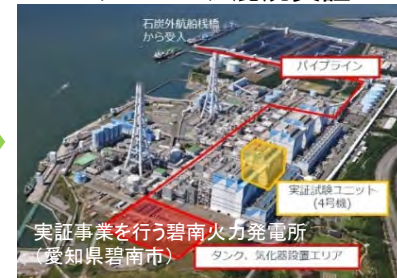 石炭外航船桟橋
から受入
パイプライン
実証試験ユニット
(4号機)
実証事業を行う碧南火力発電所
(愛知県碧南市)
タンク、気化器設置エリア